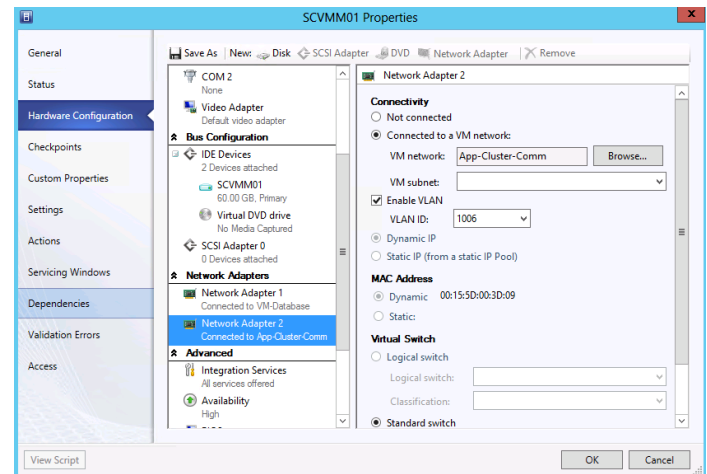 SCVMM01 Properties
x
General
Status
Hardware Configuration
Checkpoints
Custom Properties
Settings
Actions
Servicing Windows
Dependencies
Validation Errors
Access
Save As New: Disk SCSI Adapter DVD Network Adapter Remove
COM 2
None
Video Adapter
Default video adapter
Bus Configuration
IDE Devices
2 Devices attached
SCVMM01
60.00 GB, Primary
Virtual DVD drive
No Media Captured
SCSI Adapter 0
0 Devices attached
Network Adapters
Network Adapter 1
Connected to VM-Database
Network Adapter 2
Connected to App-Cluster-Comm
Advanced
Integration Services
All services offered
Availability
High
Network Adapter 2
Connectivity
Not connected
Connected to a VM network:
VM network: App-Cluster-Comm Browse...
VM subnet:
Enable VLAN
VLAN ID: 1006
Dynamic IP
Static IP (from a static IP Pool)
MAC Address
Dynamic 00:15:5D:00:3D:09
Static:
Virtual Switch
Logical switch
Logical switch:
Classification:
Standard switch
View Script
OK Cancel